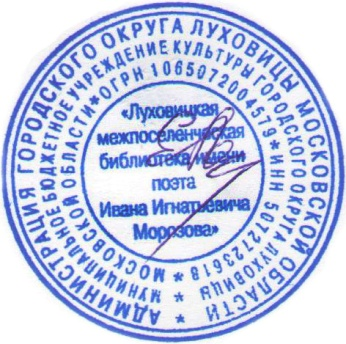 АДМИНИСТРАЦИЯ ГОРОДСКОГО ОКРУГА ЛУХОВИЦЫ МОСКОВСКОЙ ОБЛАСТИ *
МУНИЦИПАЛЬНОЕ БЮДЖЕТНОЕ УЧРЕЖДЕНИЕ КУЛЬТУРЫ ГОРОДСКОГО ОКРУГА ЛУХОВИЦЫ *
МОСКОВСКОЙ ОБЛАСТИ * ОГРН 1065072004579 * ИНН 5072723618 *
«Луховицкая
межпоселенческая
библиотека имени
поэта
Ивана Игнатьевича
Морозова»